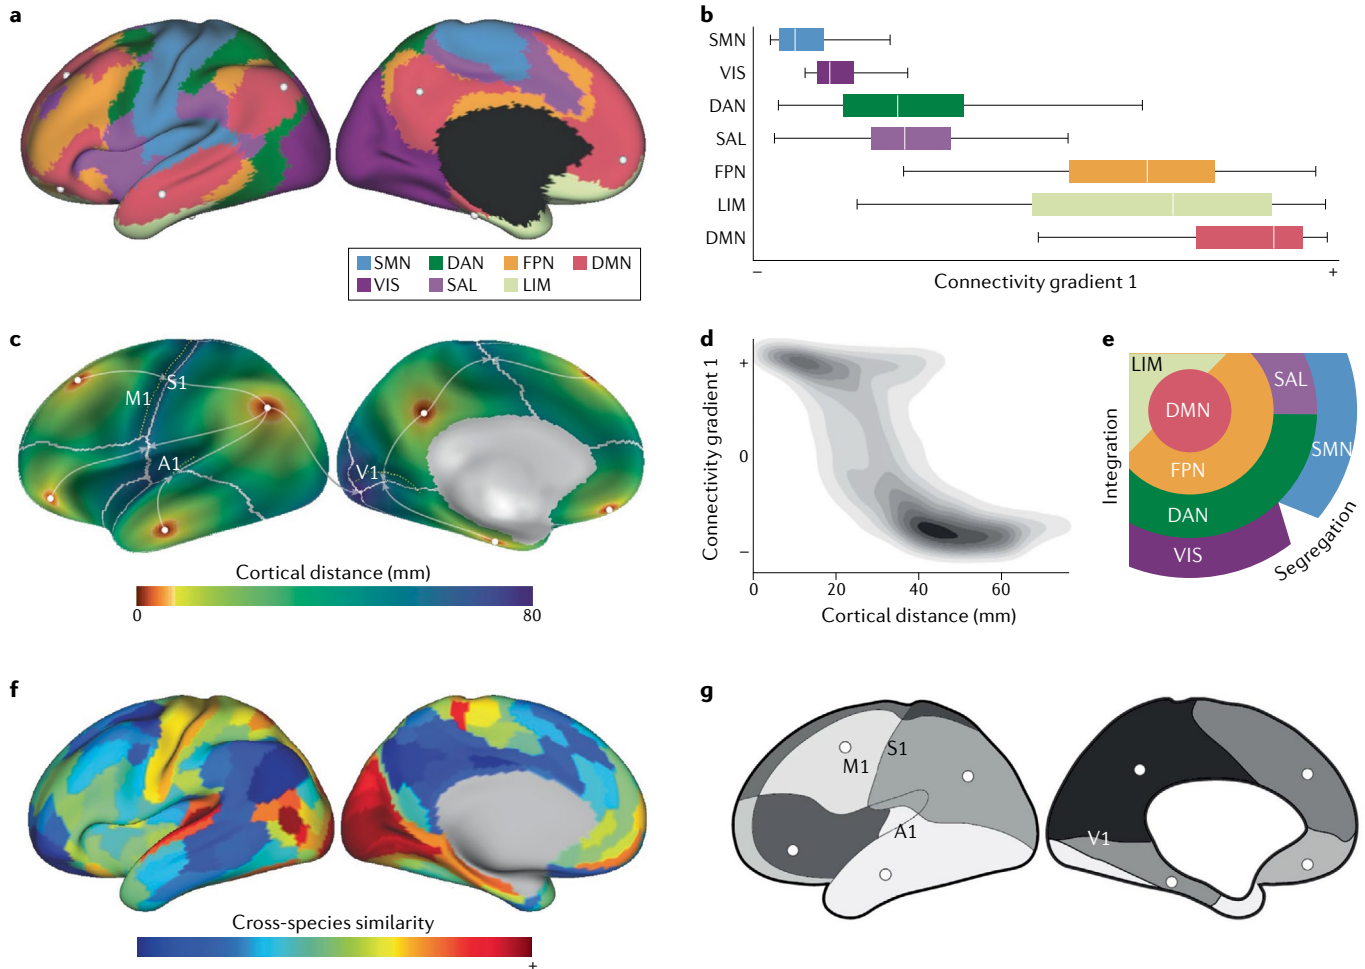 a
SMN DAN FPN DMN
VIS SAL LIM
b
SMN
VIS
DAN
SAL
FPN
LIM
DMN
– Connectivity gradient 1 +
c
S1
M1
A1
V1
Cortical distance (mm)
0 80
d
Connectivity gradient 1
+
0
–
0 20 40 60
Cortical distance (mm)
e
LIM
SAL
DMN
SMN
FPN
DAN
VIS
Integration
Segregation
f
Cross-species similarity
+
g
S1
M1
A1
V1